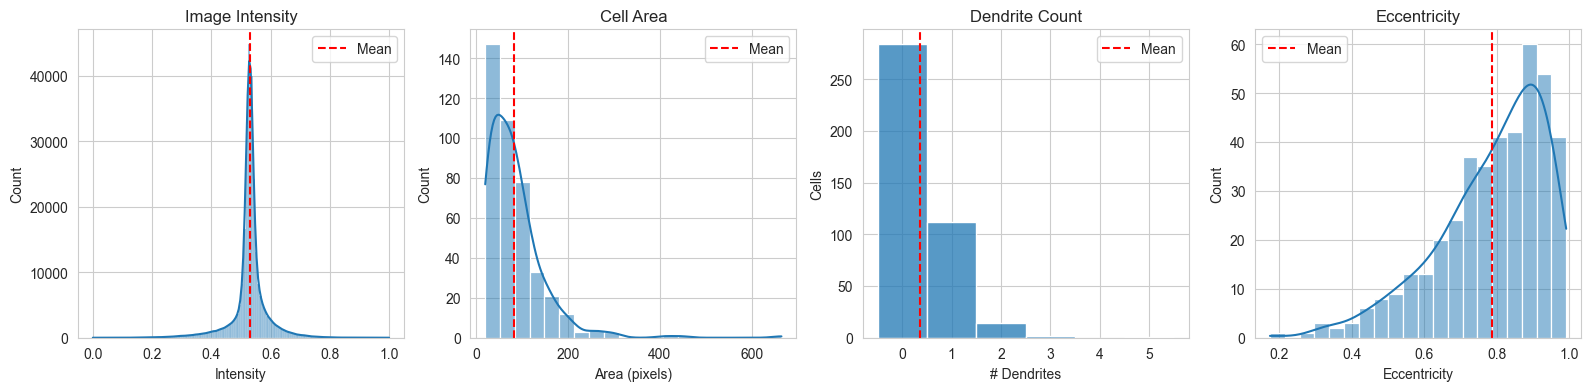 Image Intensity
Mean
Count
40000
30000
20000
10000
0
0.0 0.2 0.4 0.6 0.8 1.0
Intensity
Cell Area
Mean
Count
140
120
100
80
60
40
20
0
0 200 400 600
Area (pixels)
Dendrite Count
Mean
Cells
250
200
150
100
50
0
0 1 2 3 4 5
# Dendrites
Eccentricity
Mean
Count
60
50
40
30
20
10
0
0.2 0.4 0.6 0.8 1.0
Eccentricity